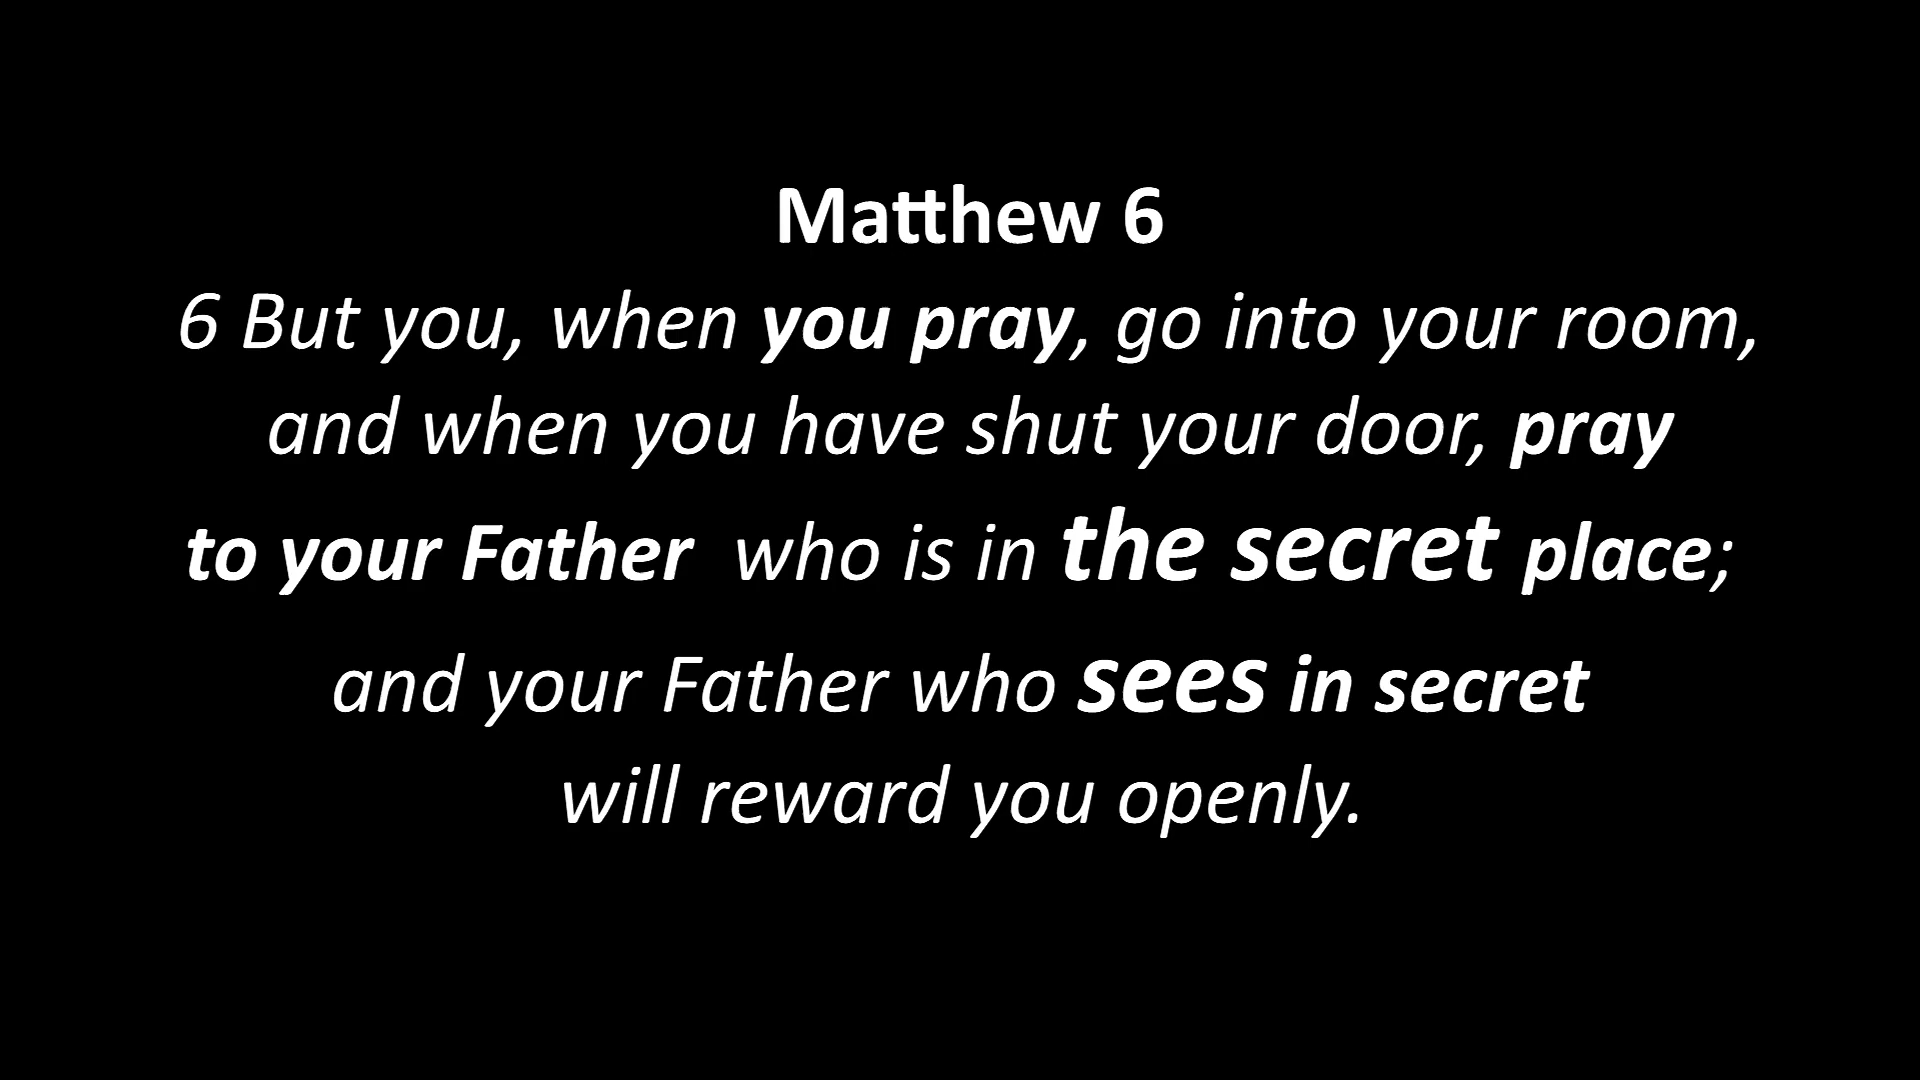 Matthew 6
6 But you, when you pray, go into your room,
and when you have shut your door, pray
to your Father who is in the secret place;
and your Father who sees in secret
will reward you openly.